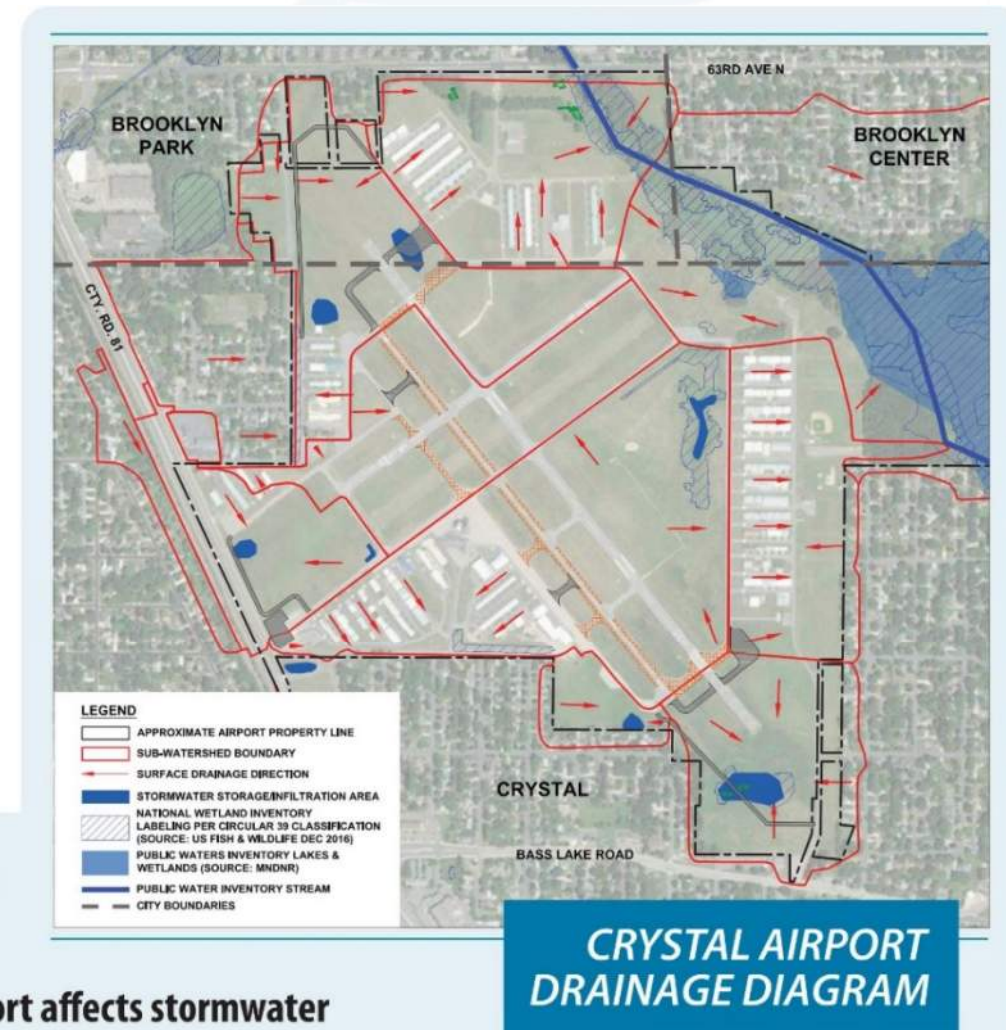 63RD AVE N
BROOKLYN
PARK
BROOKLYN
CENTER
CTY. RD. 81
LEGEND
APPROXIMATE AIRPORT PROPERTY LINE
SUB-WATERSHED BOUNDARY
SURFACE DRAINAGE DIRECTION
STORMWATER STORAGE/INFILTRATION AREA
NATIONAL WETLAND INVENTORY
LABELING PER CIRCULAR 39 CLASSIFICATION
(SOURCE: US FISH & WILDLIFE DEC 2016)
PUBLIC WATERS INVENTORY LAKES &
WETLANDS (SOURCE: MNDNR)
PUBLIC WATER INVENTORY STREAM
CITY BOUNDARIES
CRYSTAL
BASS LAKE ROAD
CRYSTAL AIRPORT
DRAINAGE DIAGRAM
ort affects stormwater